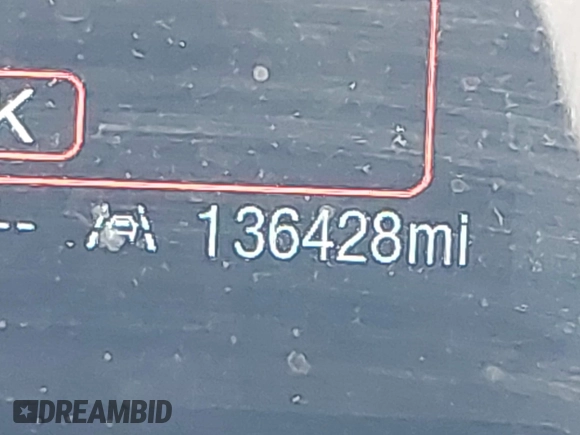 K
--
136428mi
DREAMBID